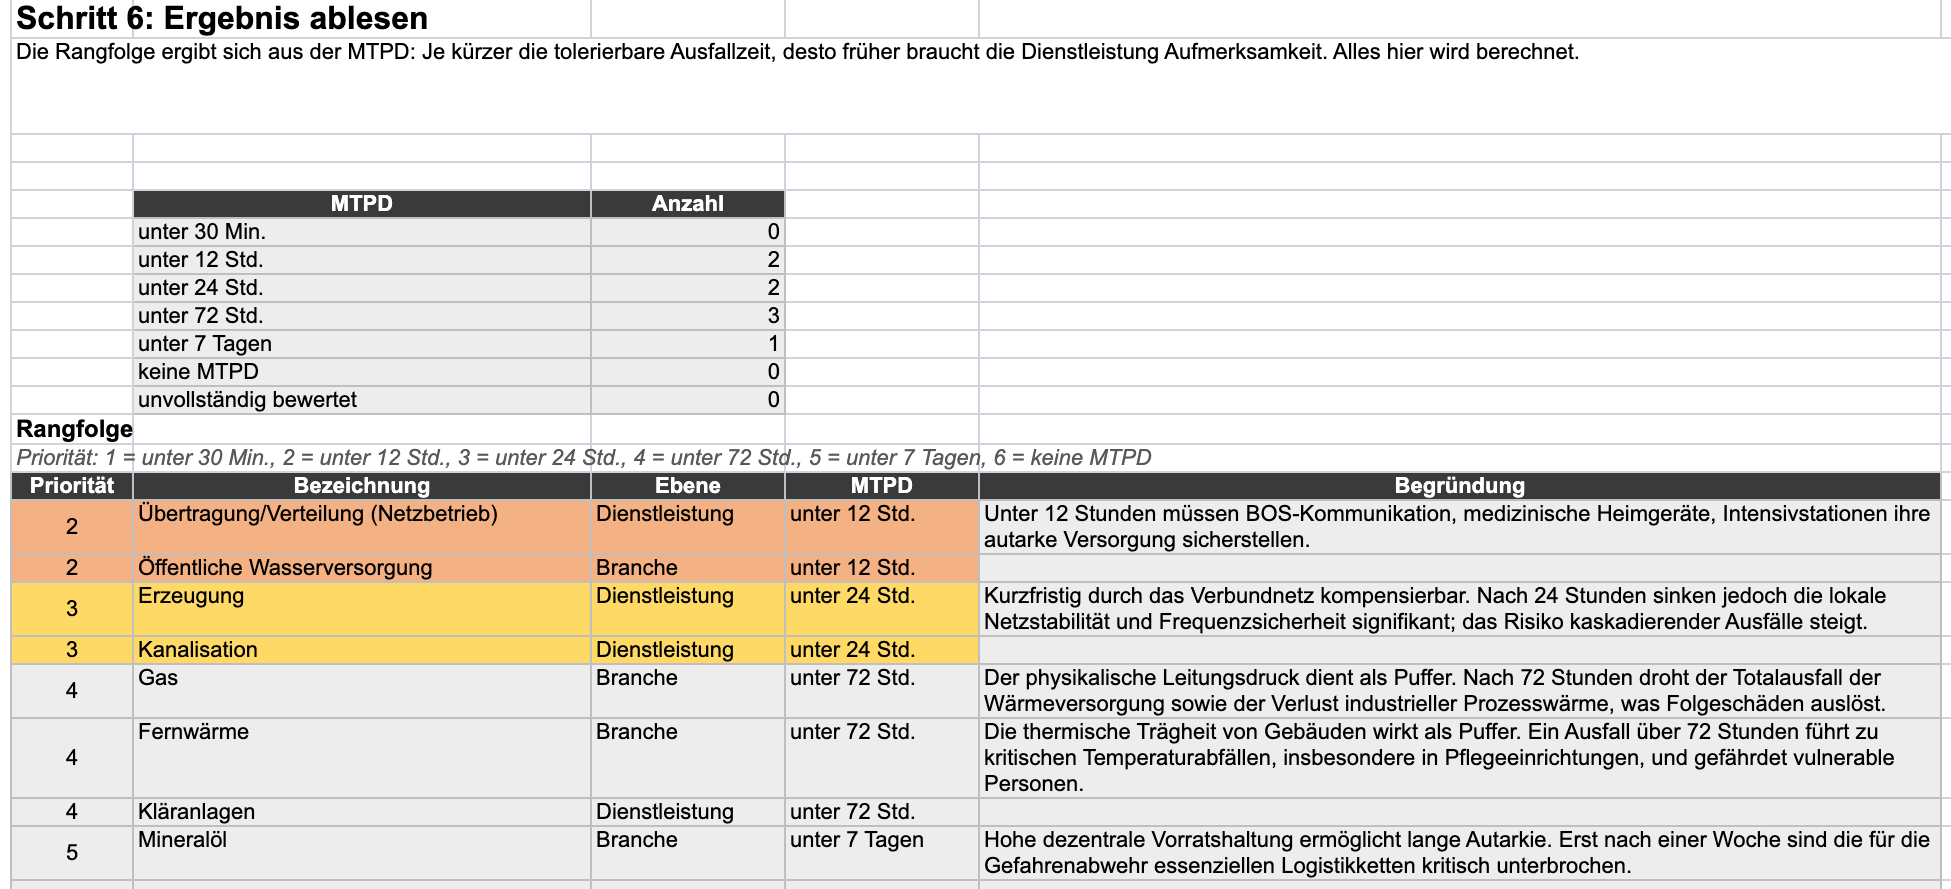 Schritt 6: Ergebnis ablesen
Die Rangfolge ergibt sich aus der MTPD: Je kürzer die tolerierbare Ausfallzeit, desto früher braucht die Dienstleistung Aufmerksamkeit. Alles hier wird berechnet.
MTPD Anzahl
unter 30 Min. 0
unter 12 Std. 2
unter 24 Std. 2
unter 72 Std. 3
unter 7 Tagen 1
keine MTPD 0
unvollständig bewertet 0
Rangfolge
Priorität: 1 = unter 30 Min., 2 = unter 12 Std., 3 = unter 24 Std., 4 = unter 72 Std., 5 = unter 7 Tagen, 6 = keine MTPD
Priorität Bezeichnung Ebene MTPD Begründung
2 Übertragung/Verteilung (Netzbetrieb) Dienstleistung unter 12 Std. Unter 12 Stunden müssen BOS-Kommunikation, medizinische Heimgeräte, Intensivstationen ihre
autarke Versorgung sicherstellen.
2 Öffentliche Wasserversorgung Branche unter 12 Std.
3 Erzeugung Dienstleistung unter 24 Std. Kurzfristig durch das Verbundnetz kompensierbar. Nach 24 Stunden sinken jedoch die lokale
Netzstabilität und Frequenzsicherheit signifikant; das Risiko kaskadierender Ausfälle steigt.
3 Kanalisation Dienstleistung unter 24 Std.
4 Gas Branche unter 72 Std. Der physikalische Leitungsdruck dient als Puffer. Nach 72 Stunden droht der Totalausfall der
Wärmeversorgung sowie der Verlust industrieller Prozesswärme, was Folgeschäden auslöst.
4 Fernwärme Branche unter 72 Std. Die thermische Trägheit von Gebäuden wirkt als Puffer. Ein Ausfall über 72 Stunden führt zu
kritischen Temperaturabfällen, insbesondere in Pflegeeinrichtungen, und gefährdet vulnerable
Personen.
4 Kläranlagen Dienstleistung unter 72 Std.
5 Mineralöl Branche unter 7 Tagen Hohe dezentrale Vorratshaltung ermöglicht lange Autarkie. Erst nach einer Woche sind die für die
Gefahrenabwehr essenziellen Logistikketten kritisch unterbrochen.